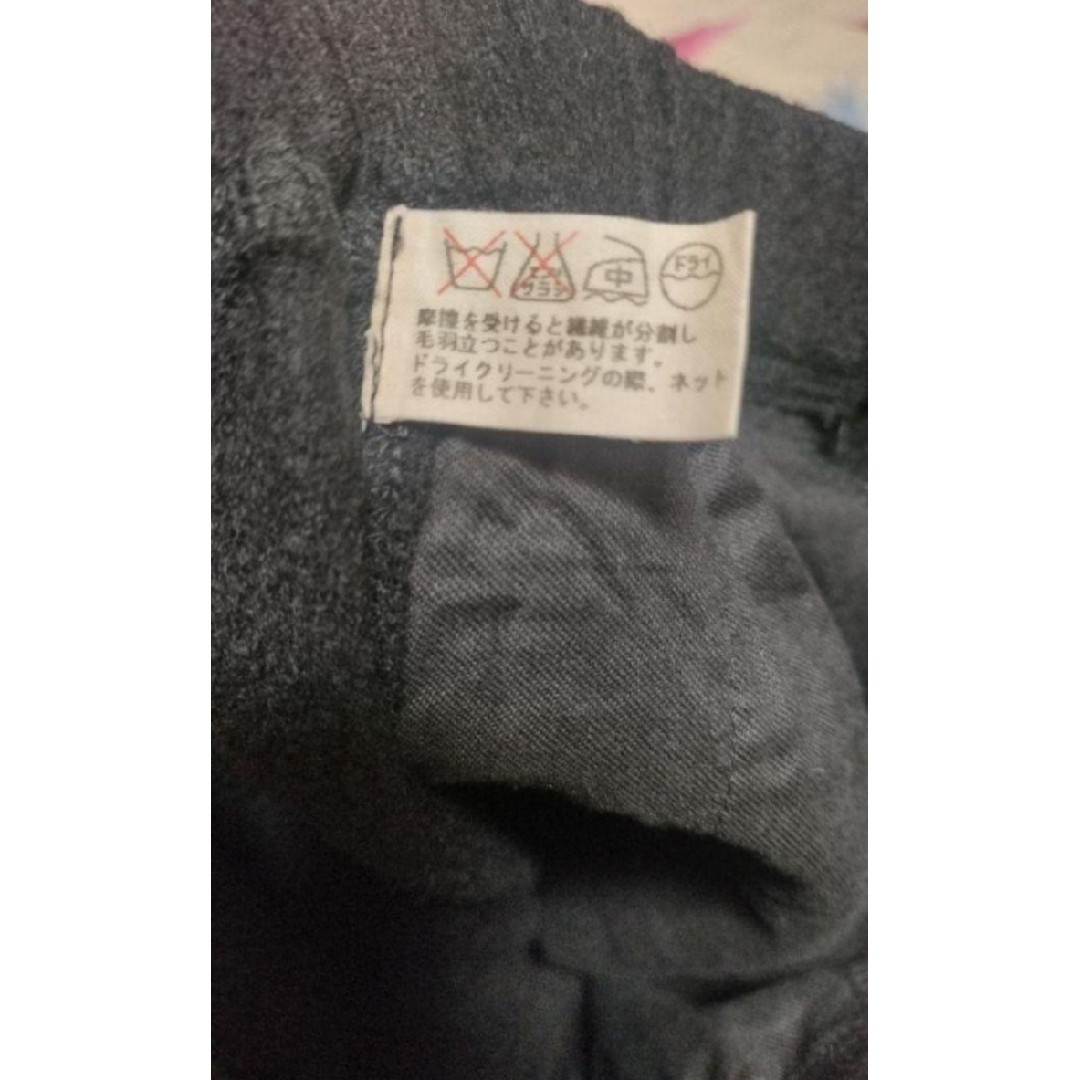 エンソ サラシ 中 ドライ
摩擦を受けると繊維が分割し
毛羽立つことがあります。
ドライクリーニングの際、ネット
を使用して下さい。